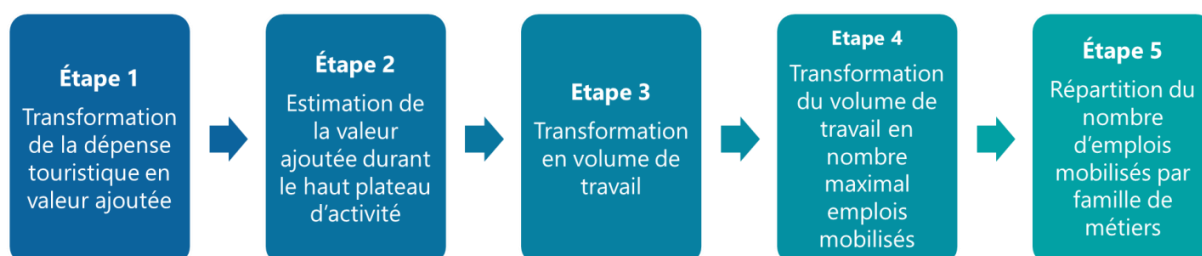 Étape 1
Transformation
de la dépense
touristique en
valeur ajoutée
Étape 2
Estimation de
la valeur
ajoutée durant
le haut plateau
d'activité
Etape 3
Transformation
en volume de
travail
Etape 4
Transformation
du volume de
travail en
nombre
maximal
emplois
mobilisés
Étape 5
Répartition du
nombre
d'emplois
mobilisés par
famille de
métiers